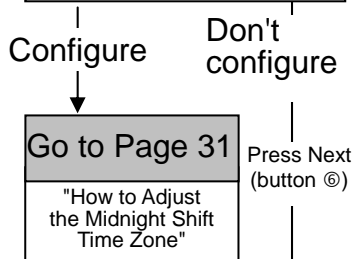 Configure
Don't
configure
Go to Page 31
"How to Adjust
the Midnight Shift
Time Zone"
Press Next
(button ⑥)